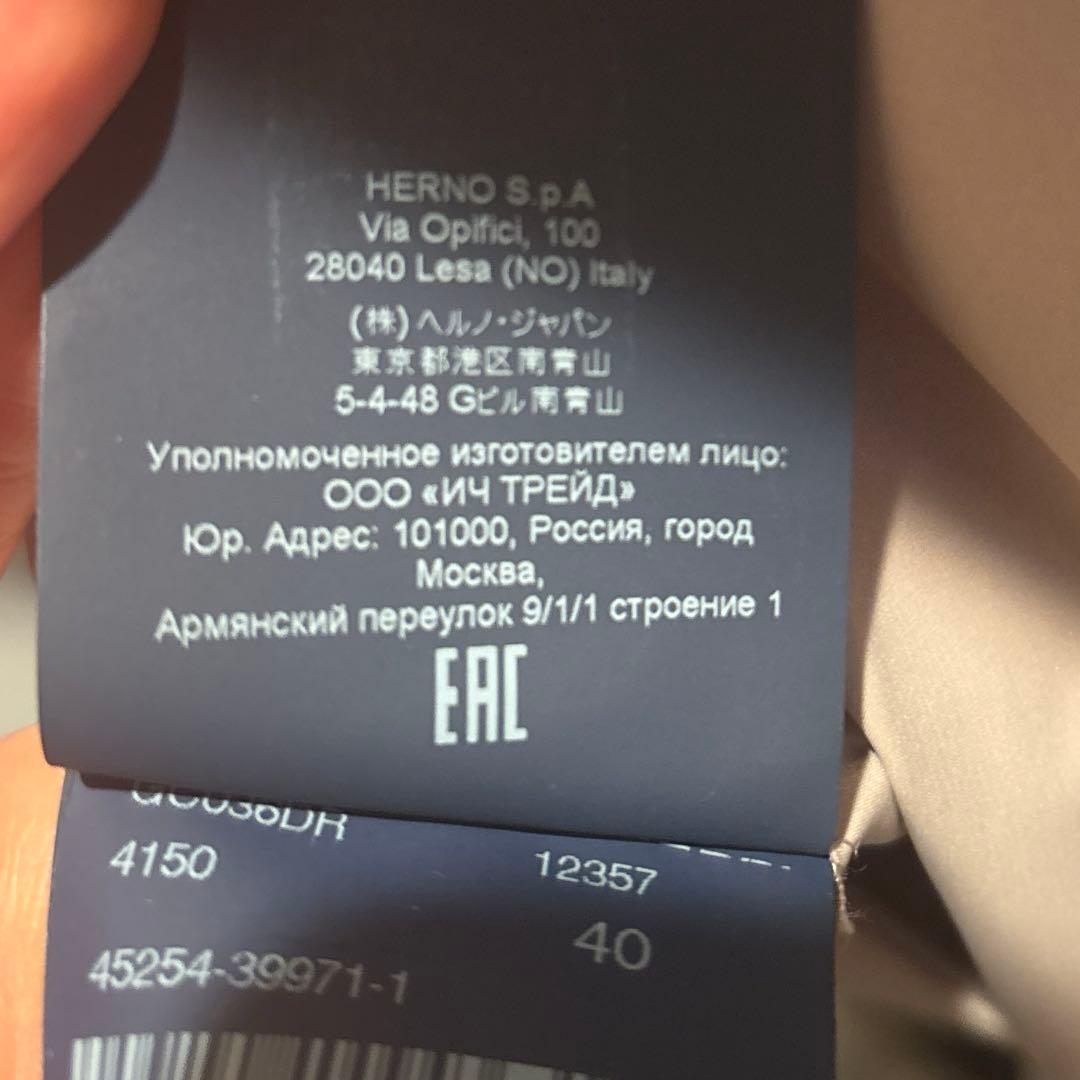 HERNO S.p.A
Via Opifici, 100
28040 Lesa (NO) Italy
(株)ヘルノ・ジャパン
東京都港区南青山
5-4-48 Gビル南青山
Уполномоченное изготовителем лицо:
ООО «ИЧ ТРЕЙД»
Юр. Адрес: 101000, Россия, город
Москва,
Армянский переулок 9/1/1 строение 1
EAC
4150 12357
40
45254-39971-1